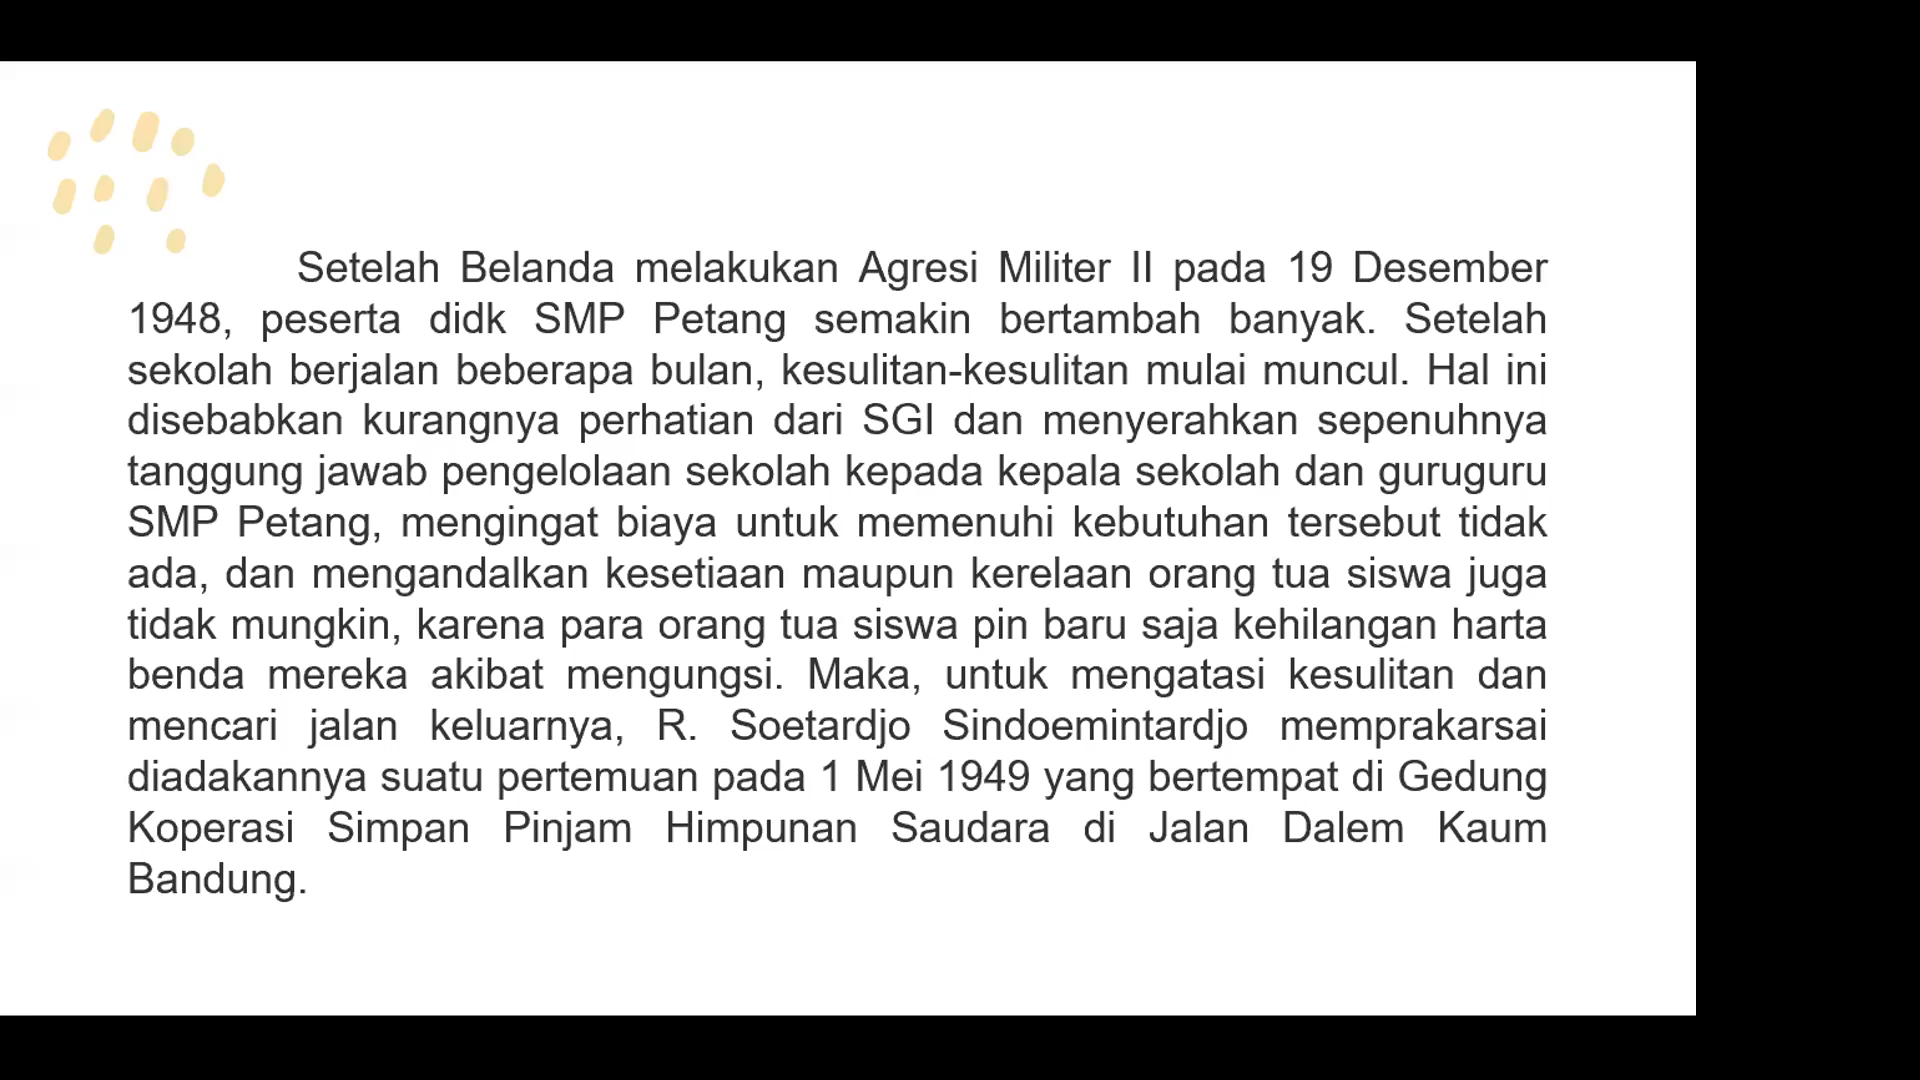 Setelah Belanda melakukan Agresi Militer II pada 19 Desember
1948, peserta didk SMP Petang semakin bertambah banyak. Setelah
sekolah berjalan beberapa bulan, kesulitan-kesulitan mulai muncul. Hal ini
disebabkan kurangnya perhatian dari SGI dan menyerahkan sepenuhnya
tanggung jawab pengelolaan sekolah kepada kepala sekolah dan guruguru
SMP Petang, mengingat biaya untuk memenuhi kebutuhan tersebut tidak
ada, dan mengandalkan kesetiaan maupun kerelaan orang tua siswa juga
tidak mungkin, karena para orang tua siswa pin baru saja kehilangan harta
benda mereka akibat mengungsi. Maka, untuk mengatasi kesulitan dan
mencari jalan keluarnya, R. Soetardjo Sindoemintardjo memprakarsai
diadakannya suatu pertemuan pada 1 Mei 1949 yang bertempat di Gedung
Koperasi Simpan Pinjam Himpunan Saudara di Jalan Dalem Kaum
Bandung.